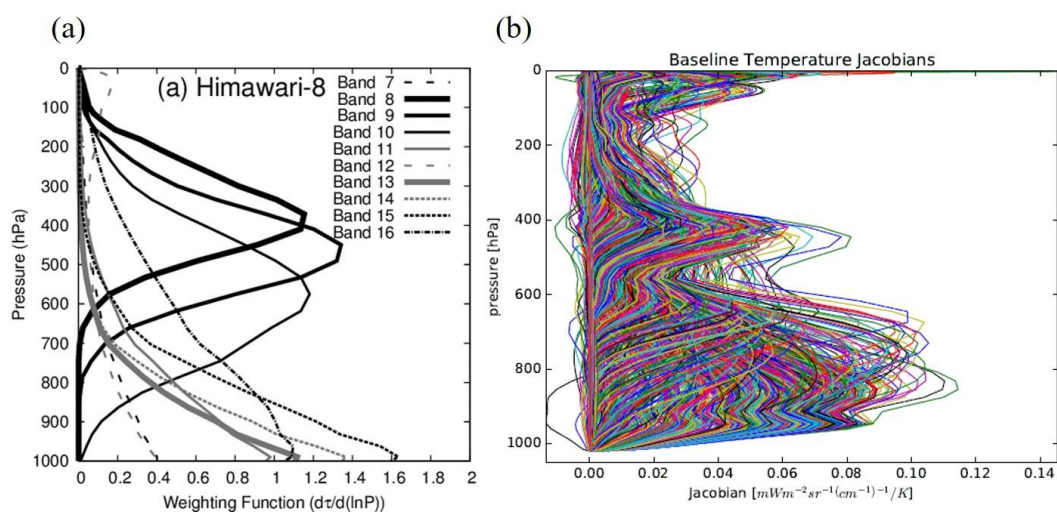 (a)
(b)
(a) Himawari-8
Band 7
Band 8
Band 9
Band 10
Band 11
Band 12
Band 13
Band 14
Band 15
Band 16
Pressure (hPa)
0
100
200
300
400
500
600
700
800
900
1000
0 0.2 0.4 0.6 0.8 1 1.2 1.4 1.6 1.8 2
Weighting Function (dτ/d(lnP))
Baseline Temperature Jacobians
pressure [hPa]
0
200
400
600
800
1000
0.00 0.02 0.04 0.06 0.08 0.10 0.12 0.14
Jacobian [mWm⁻²sr⁻¹(cm⁻¹)⁻¹/K]